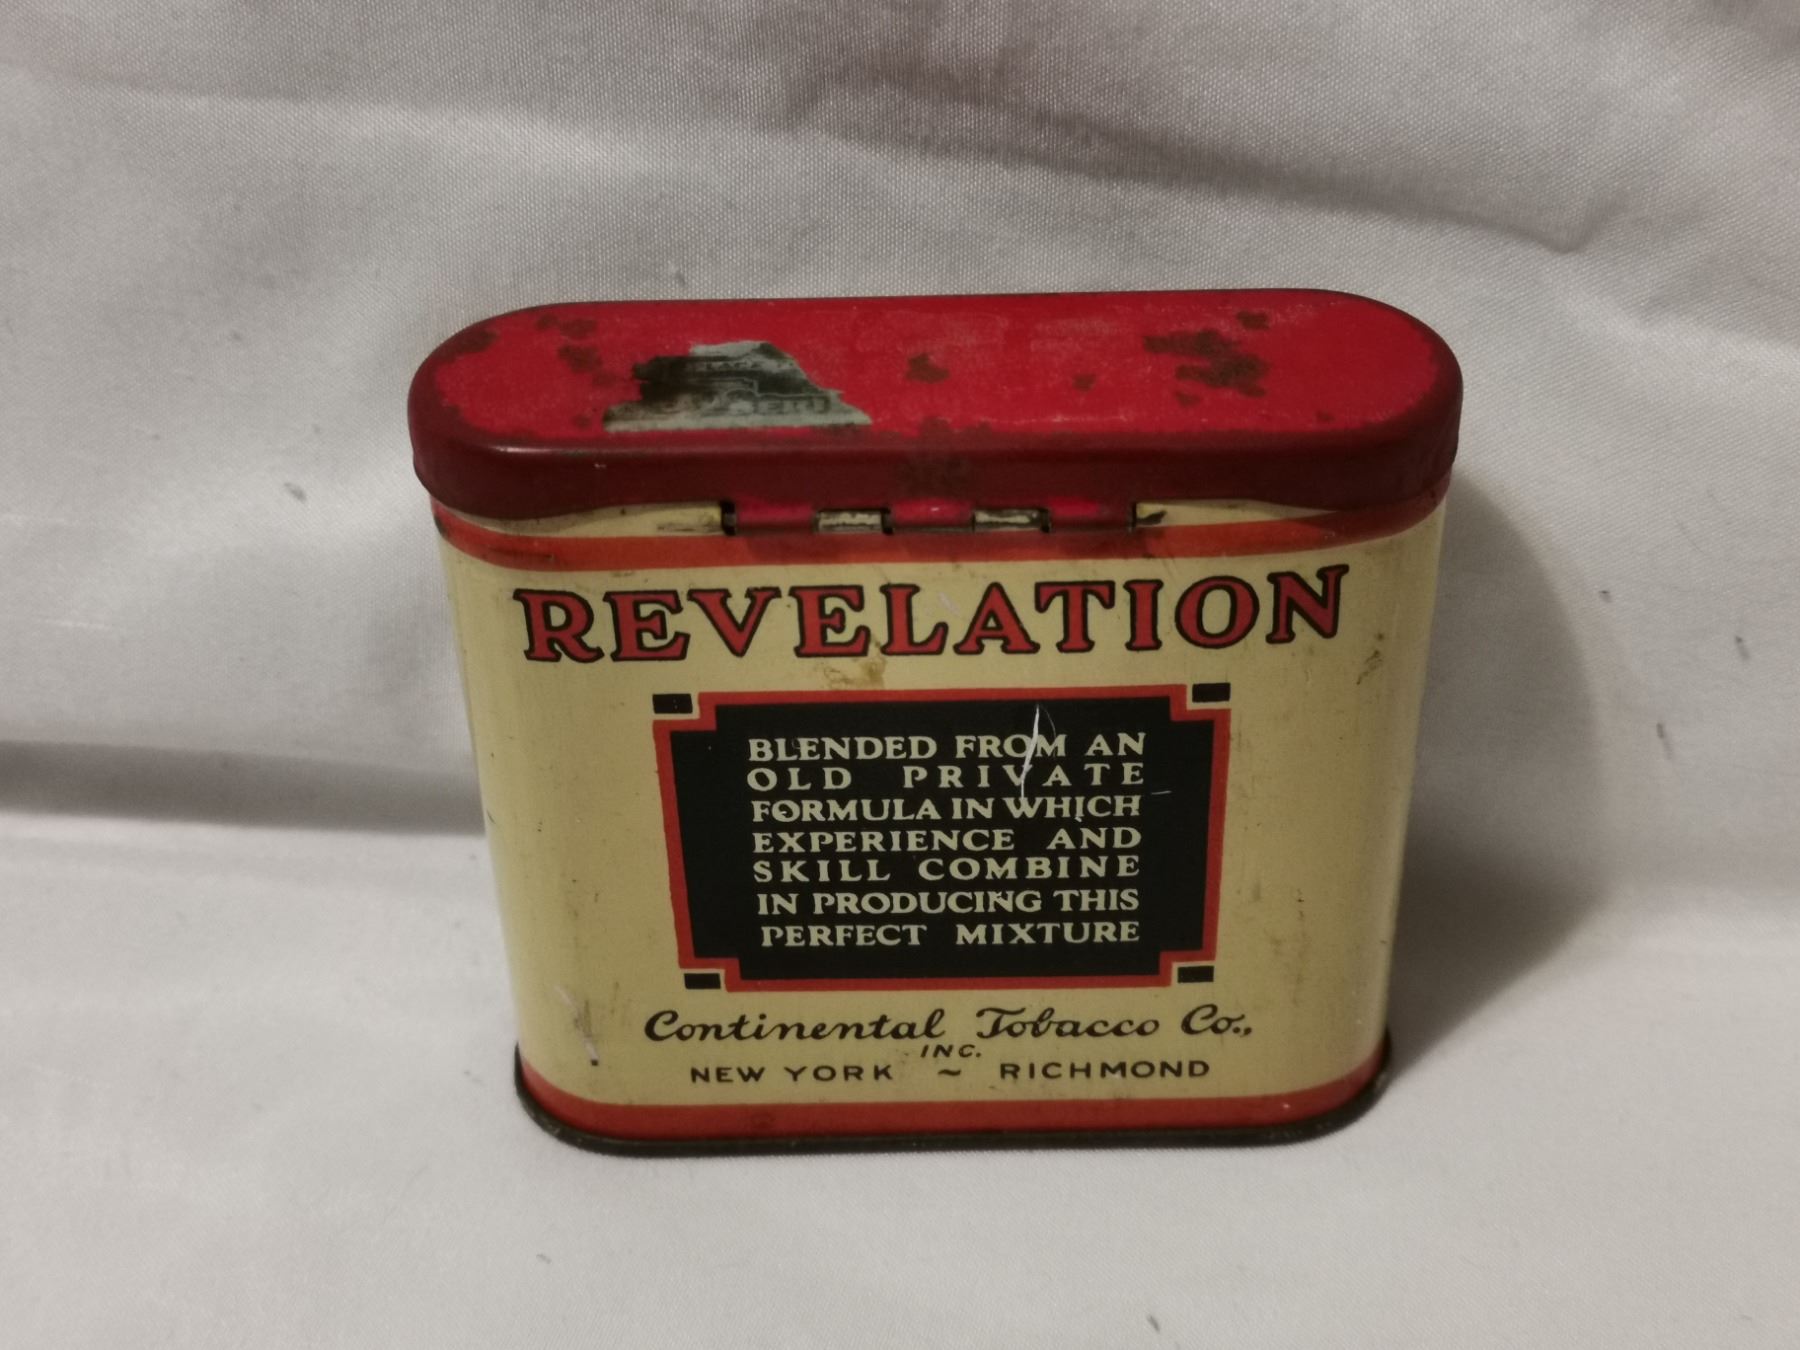 REVELATION
BLENDED FROM AN
OLD PRIVATE
FORMULA IN WHICH
EXPERIENCE AND
SKILL COMBINE
IN PRODUCING THIS
PERFECT MIXTURE
Continental Tobacco Co.,
INC.
NEW YORK ~ RICHMOND